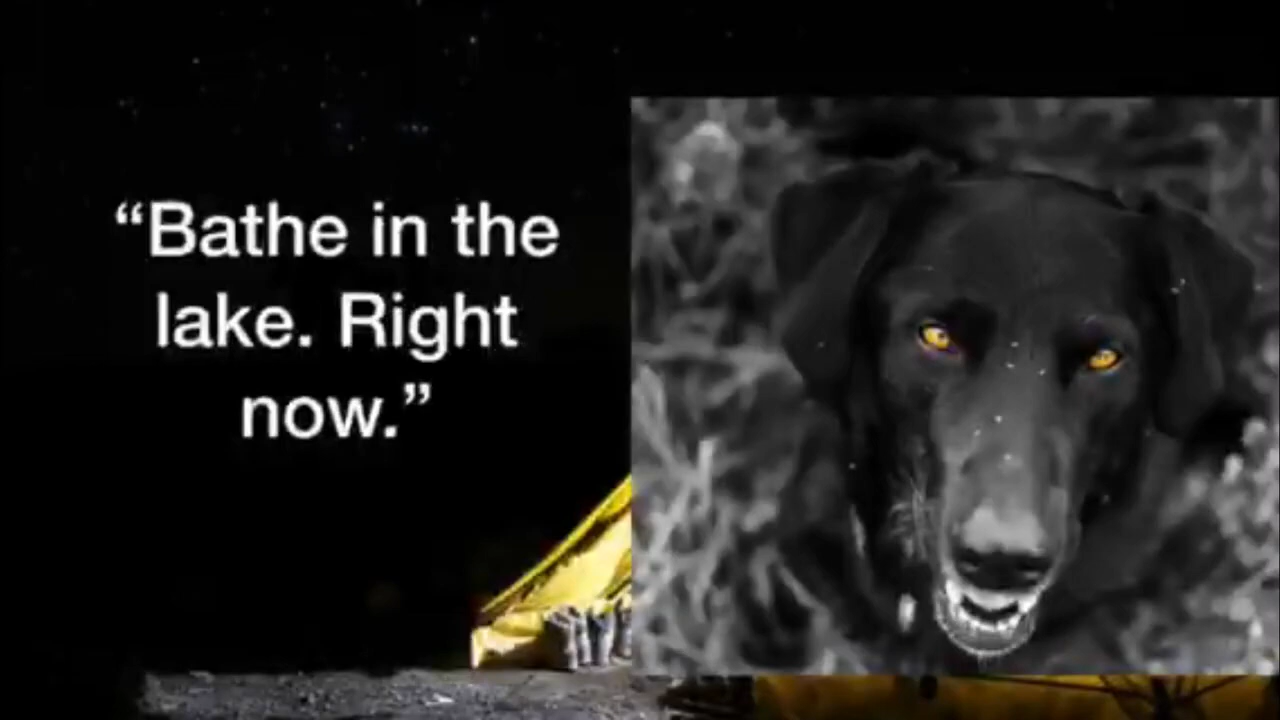 “Bathe in the
lake. Right
now.”